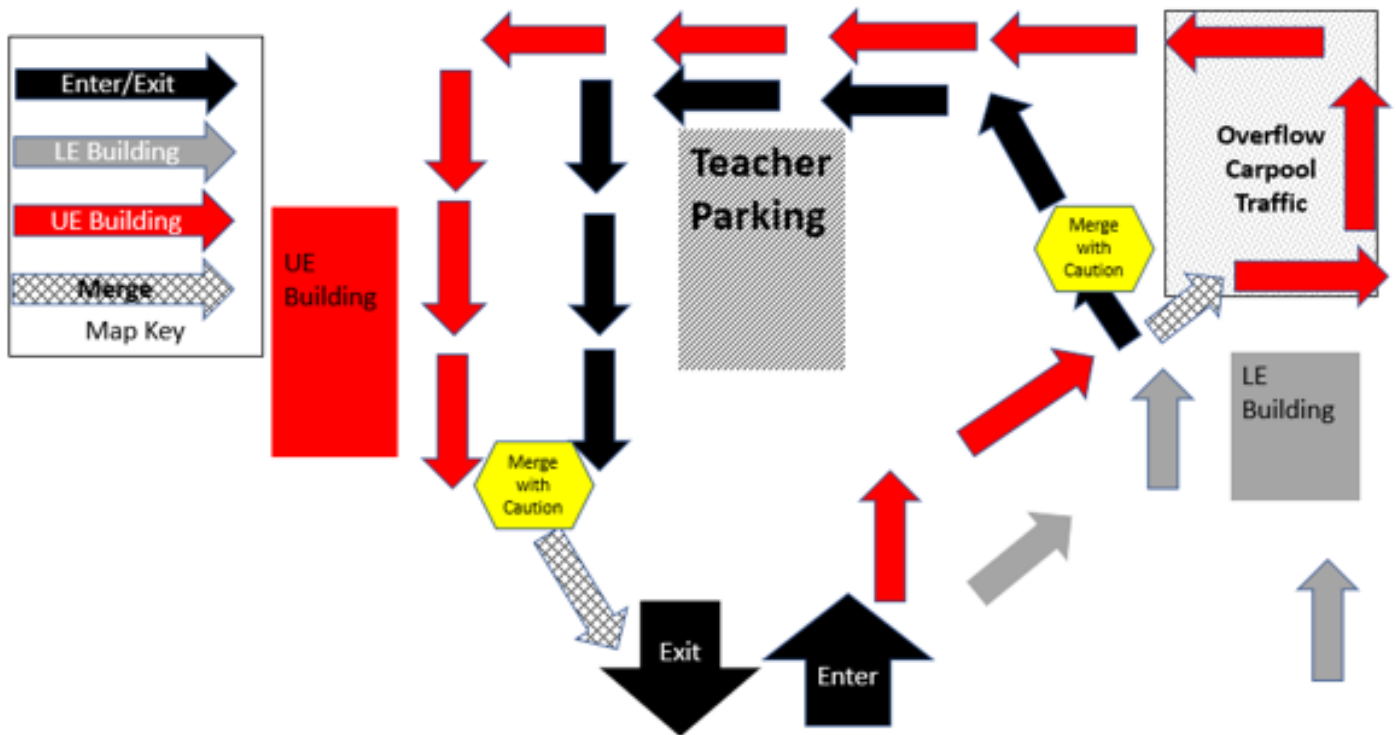 Enter/Exit
LE Building
UE Building
Merge
Map Key
UE
Building
Teacher
Parking
Merge
with
Caution
Overflow
Carpool
Traffic
LE
Building
Merge
with
Caution
Exit
Enter